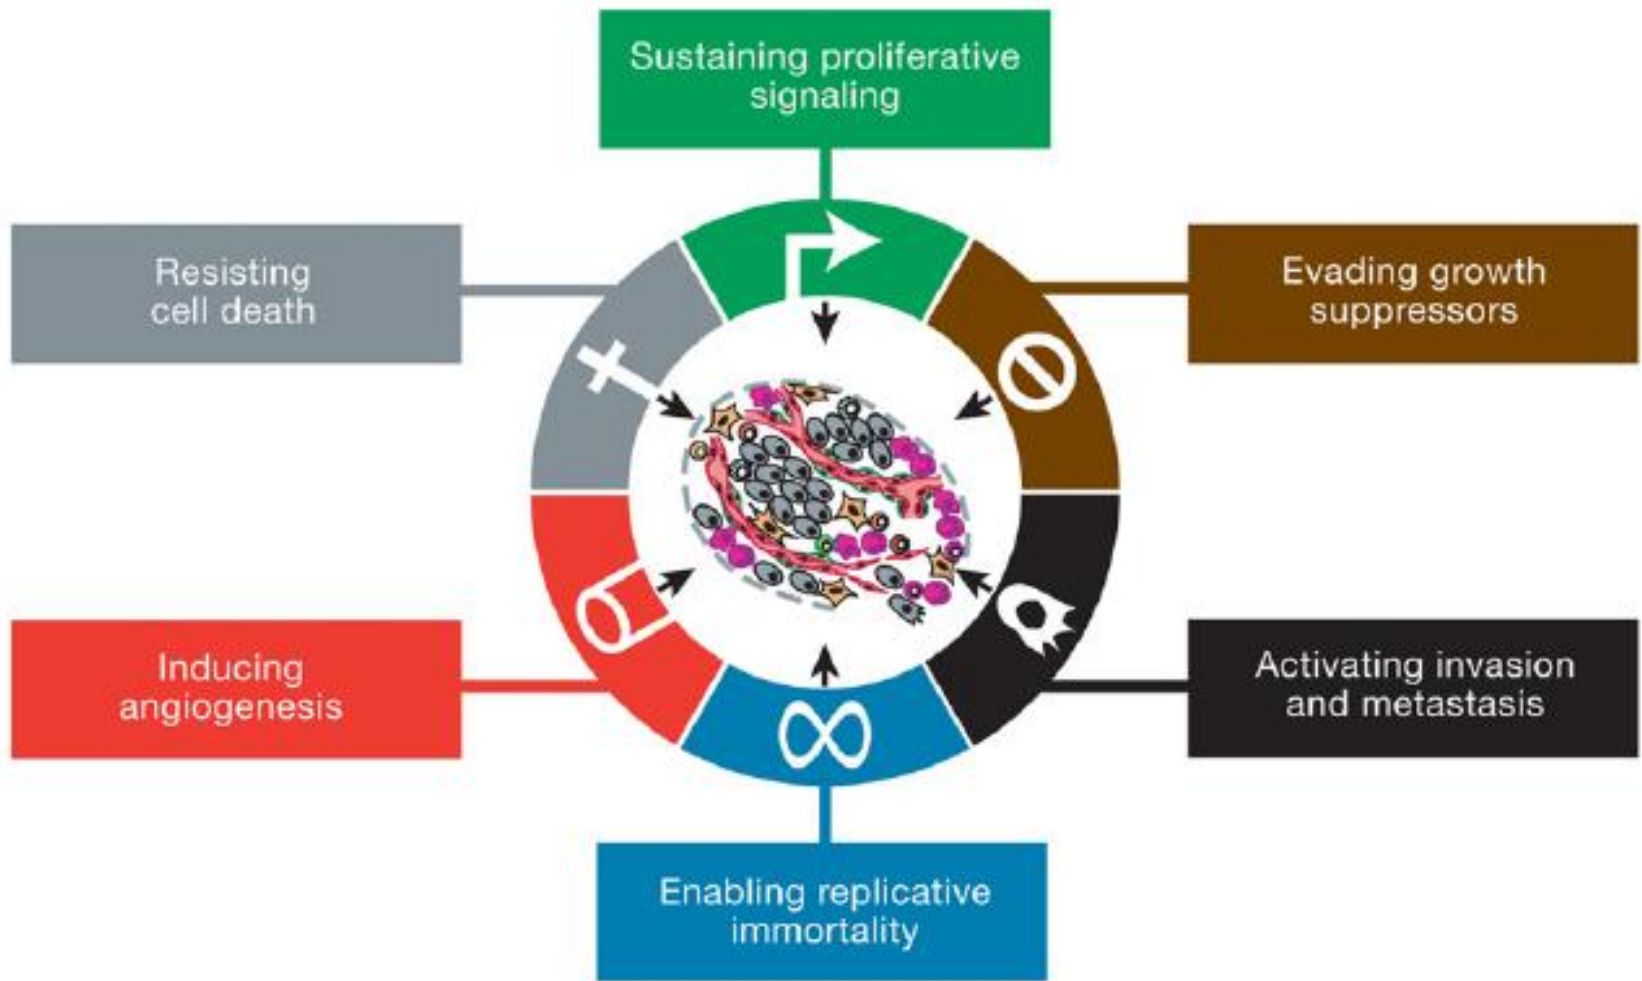 Sustaining proliferative
signaling
Resisting
cell death
Evading growth
suppressors
Inducing
angiogenesis
Activating invasion
and metastasis
Enabling replicative
immortality